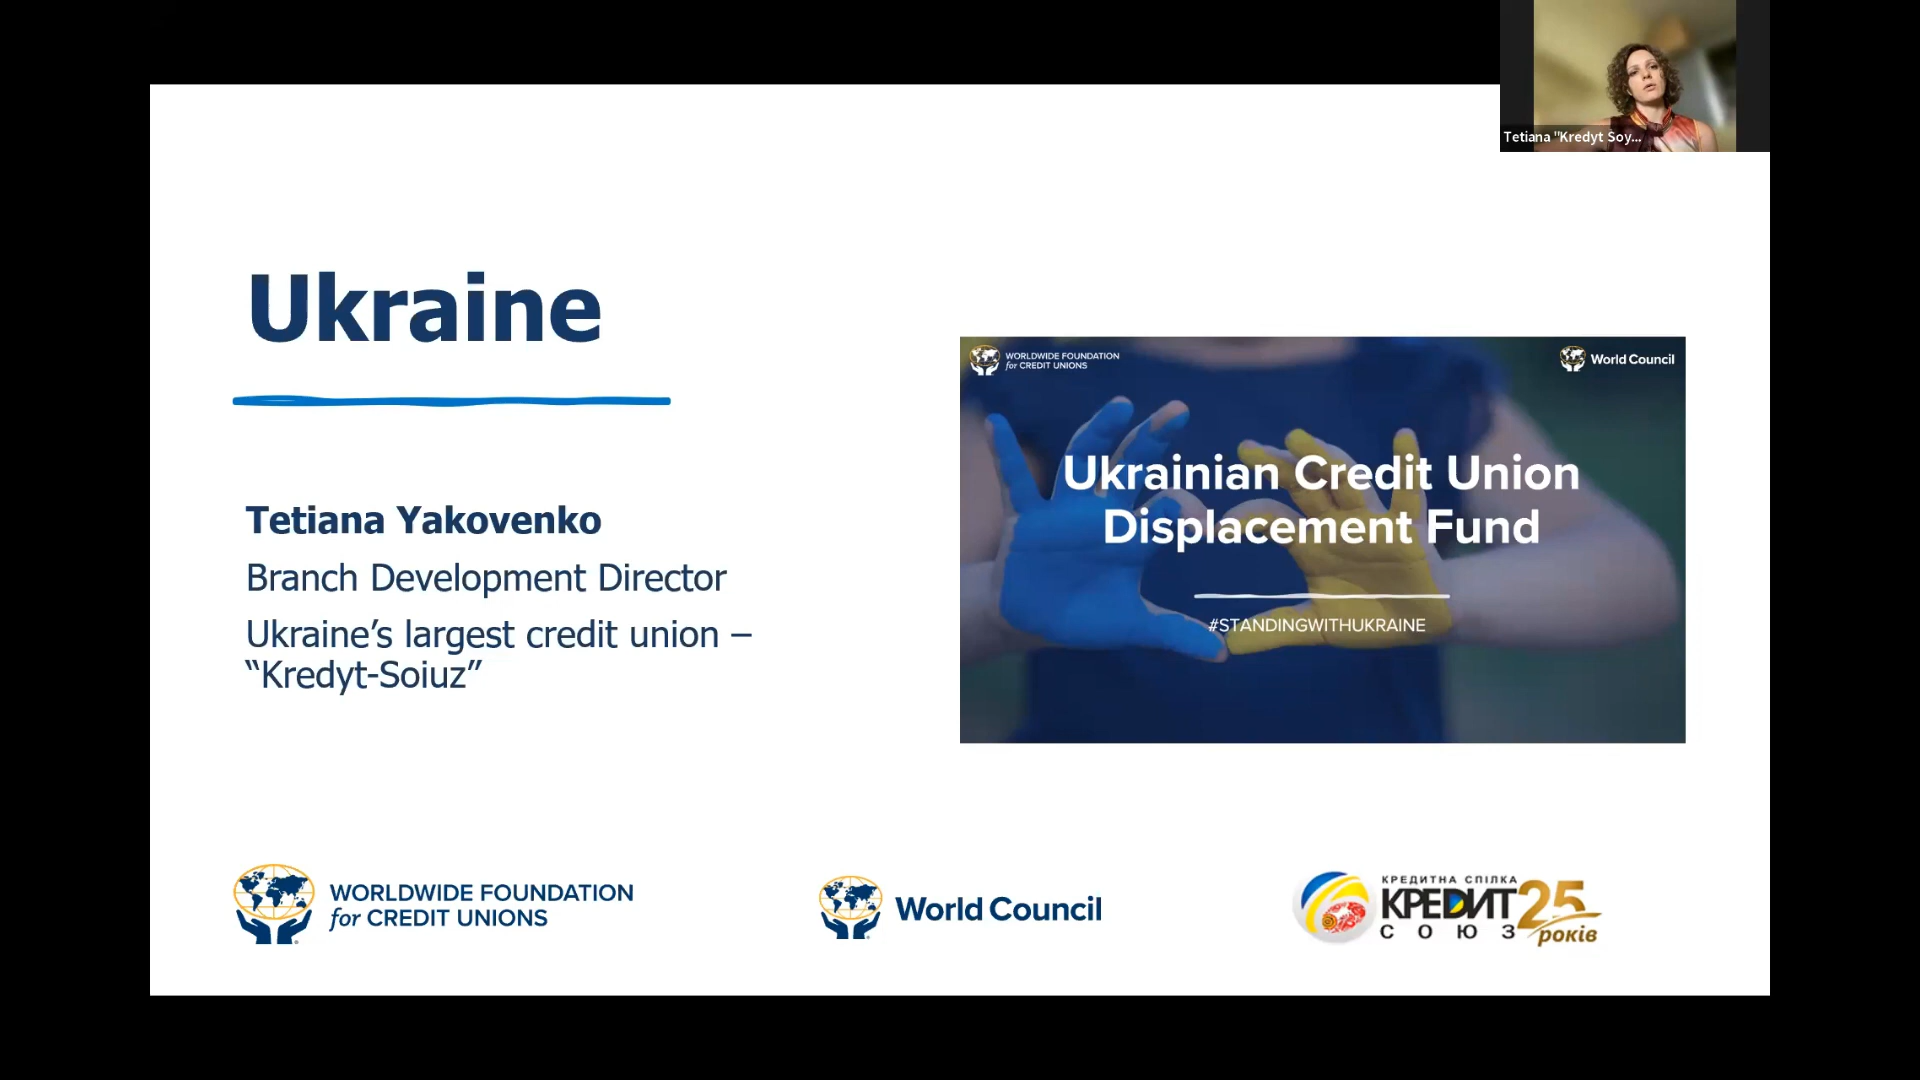 Tetiana "Kredyt Soy...
Ukraine
Tetiana Yakovenko
Branch Development Director
Ukraine’s largest credit union –
“Kredyt-Soiuz”
WORLDWIDE FOUNDATION
for CREDIT UNIONS
World Council
Ukrainian Credit Union
Displacement Fund
#STANDINGWITHUKRAINE
WORLDWIDE FOUNDATION
for CREDIT UNIONS
World Council
КРЕДИТНА СПІЛКА
КРЕДИТ 25
СОЮЗ років